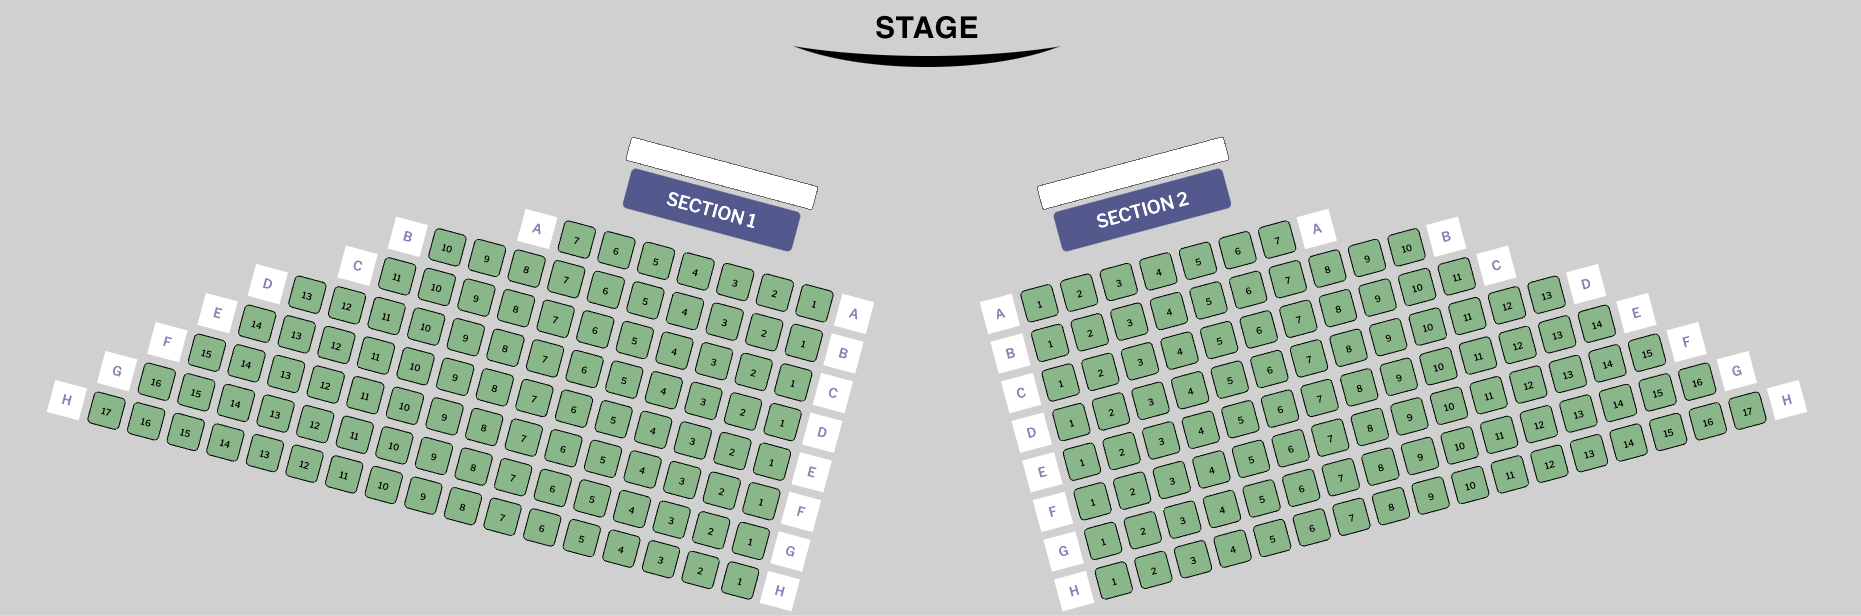 STAGE
SECTION 1
A 7 6 5 4 3 2 1 A
B 10 9 8 7 6 5 4 3 2 1 B
C 11 10 9 8 7 6 5 4 3 2 1 C
D 13 12 11 10 9 8 7 6 5 4 3 2 1 D
E 14 13 12 11 10 9 8 7 6 5 4 3 2 1 E
F 15 14 13 12 11 10 9 8 7 6 5 4 3 2 1 F
G 16 15 14 13 12 11 10 9 8 7 6 5 4 3 2 1 G
H 17 16 15 14 13 12 11 10 9 8 7 6 5 4 3 2 1 H
SECTION 2
A 1 2 3 4 5 6 7 A
B 1 2 3 4 5 6 7 8 9 10 B
C 1 2 3 4 5 6 7 8 9 10 11 C
D 1 2 3 4 5 6 7 8 9 10 11 12 13 D
E 1 2 3 4 5 6 7 8 9 10 11 12 13 14 E
F 1 2 3 4 5 6 7 8 9 10 11 12 13 14 15 F
G 1 2 3 4 5 6 7 8 9 10 11 12 13 14 15 16 G
H 1 2 3 4 5 6 7 8 9 10 11 12 13 14 15 16 17 H